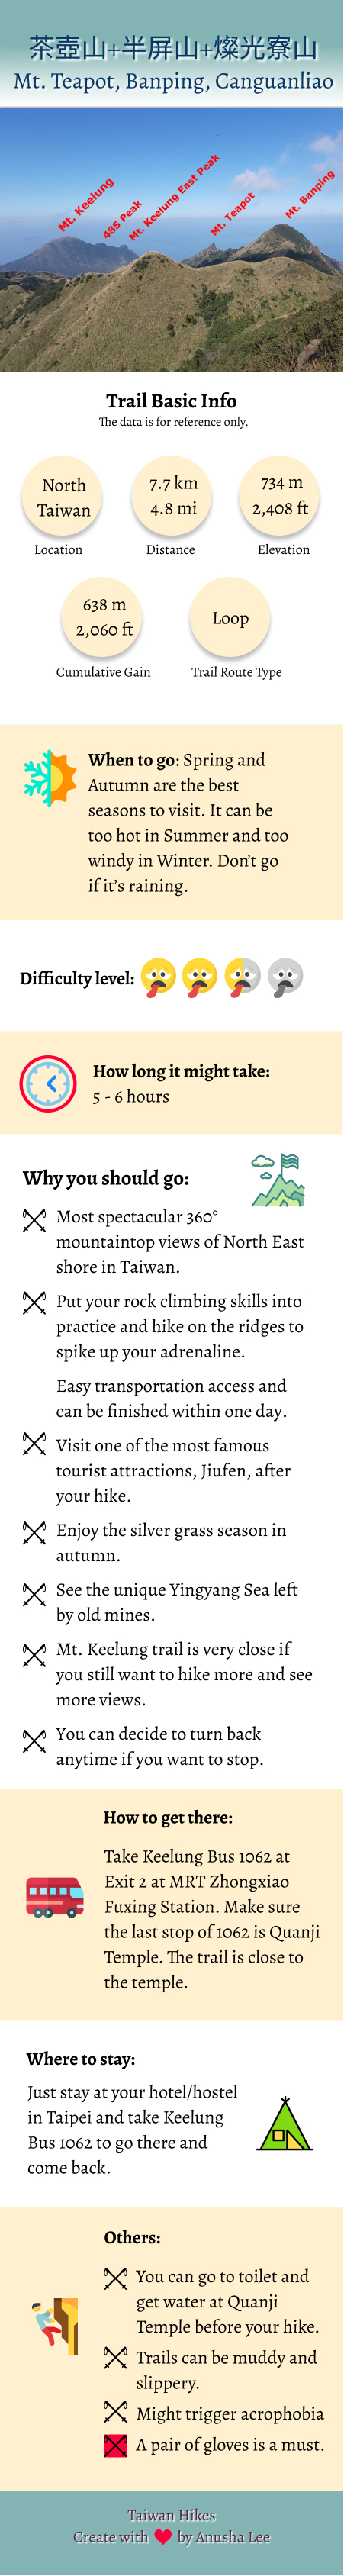 茶壺山+半屏山+燦光寮山
Mt. Teapot, Banping, Canguanliao
Mt. Keelung
485 Peak
Mt. Keelung East Peak
Mt. Teapot
Mt. Banping
Trail Basic Info
The data is for reference only.
North
Taiwan
Location
7.7 km
4.8 mi
Distance
734 m
2,408 ft
Elevation
638 m
2,060 ft
Cumulative Gain
Loop
Trail Route Type
When to go: Spring and
Autumn are the best
seasons to visit. It can be
too hot in Summer and too
windy in Winter. Don't go
if it's raining.
Difficulty level:
How long it might take:
5 - 6 hours
Why you should go:
Most spectacular 360°
mountaintop views of North East
shore in Taiwan.
Put your rock climbing skills into
practice and hike on the ridges to
spike up your adrenaline.
Easy transportation access and
can be finished within one day.
Visit one of the most famous
tourist attractions, Jiufen, after
your hike.
Enjoy the silver grass season in
autumn.
See the unique Yingyang Sea left
by old mines.
Mt. Keelung trail is very close if
you still want to hike more and see
more views.
You can decide to turn back
anytime if you want to stop.
How to get there:
Take Keelung Bus 1062 at
Exit 2 at MRT Zhongxiao
Fuxing Station. Make sure
the last stop of 1062 is Quanji
Temple. The trail is close to
the temple.
Where to stay:
Just stay at your hotel/hostel
in Taipei and take Keelung
Bus 1062 to go there and
come back.
Others:
You can go to toilet and
get water at Quanji
Temple before your hike.
Trails can be muddy and
slippery.
Might trigger acrophobia
A pair of gloves is a must.
Taiwan Hikes
Create with ❤ by Anusha Lee